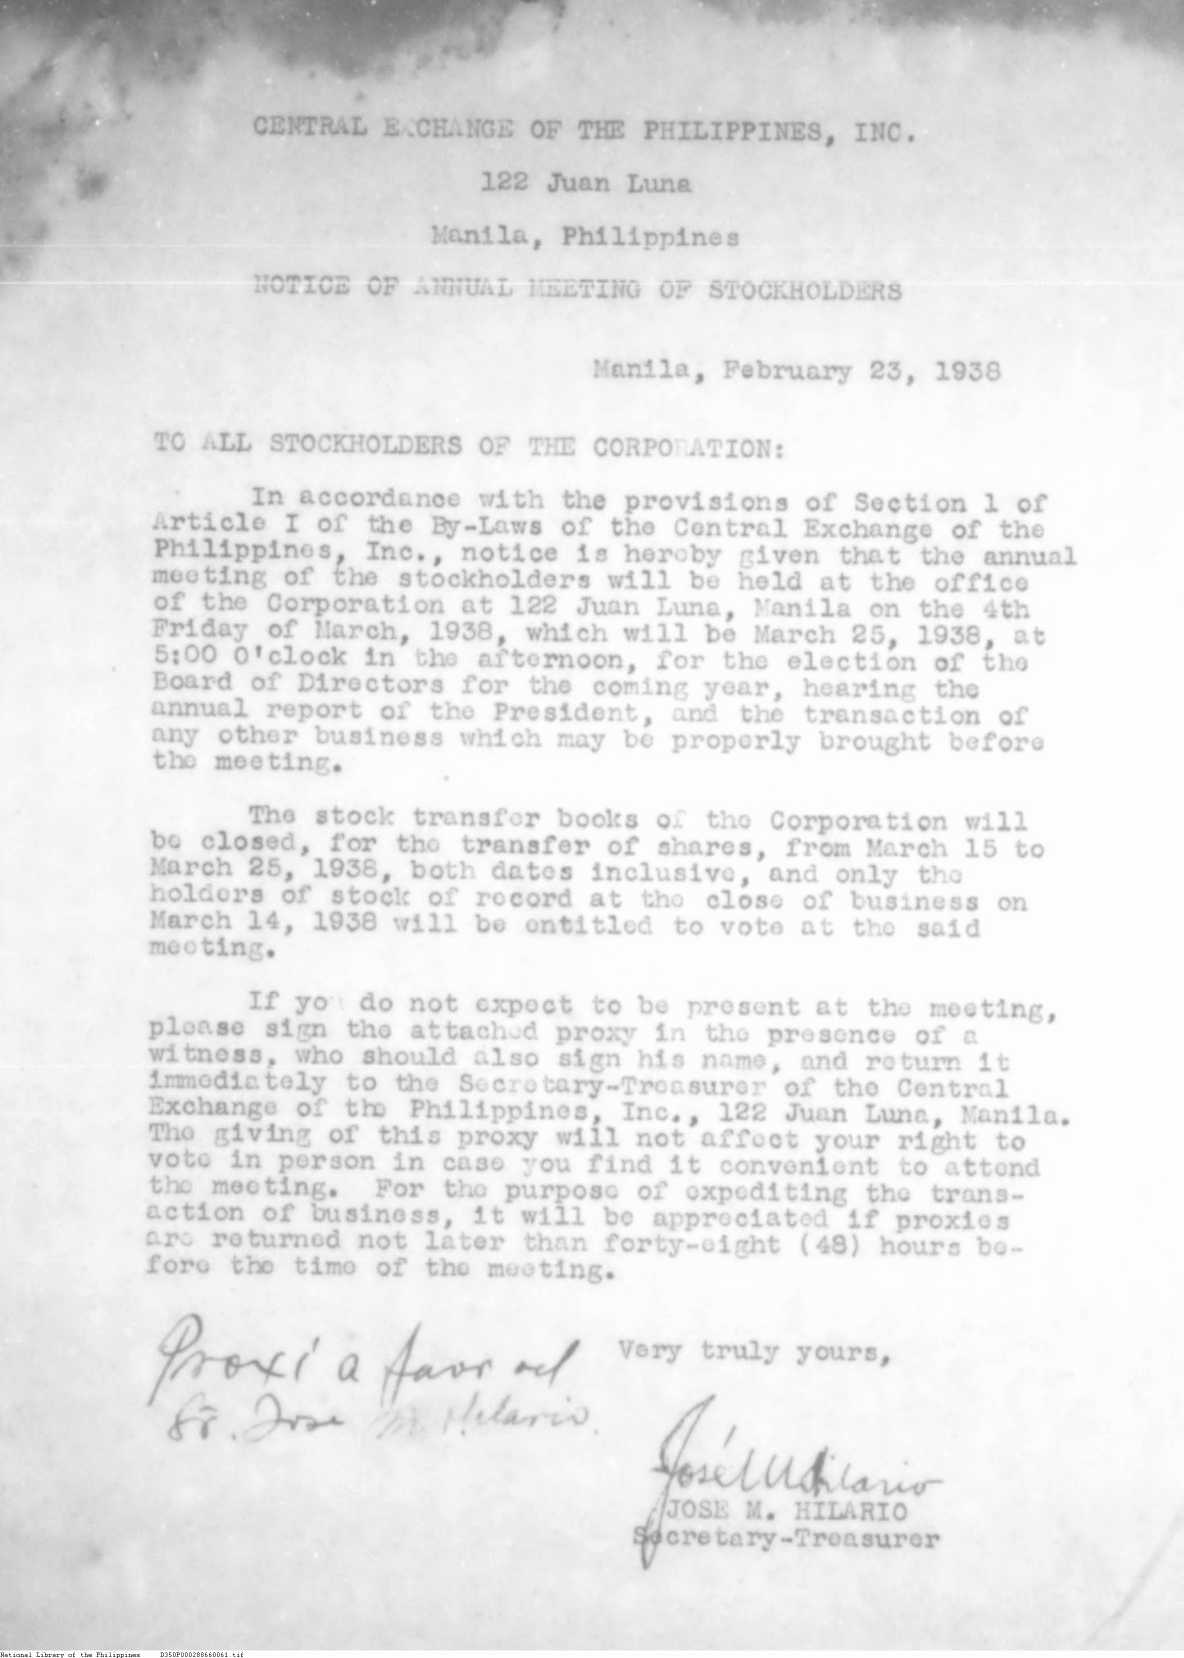 CENTRAL EXCHANGE OF THE PHILIPPINES, INC.
122 Juan Luna
Manila, Philippines
NOTICE OF ANNUAL MEETING OF STOCKHOLDERS
Manila, February 23, 1938
TO ALL STOCKHOLDERS OF THE CORPORATION:
In accordance with the provisions of Section 1 of
Article I of the By-Laws of the Central Exchange of the
Philippines, Inc., notice is hereby given that the annual
meeting of the stockholders will be held at the office
of the Corporation at 122 Juan Luna, Manila on the 4th
Friday of March, 1938, which will be March 25, 1938, at
5:00 O'clock in the afternoon, for the election of the
Board of Directors for the coming year, hearing the
annual report of the President, and the transaction of
any other business which may be properly brought before
the meeting.
The stock transfer books of the Corporation will
be closed, for the transfer of shares, from March 15 to
March 25, 1938, both dates inclusive, and only the
holders of stock of record at the close of business on
March 14, 1938 will be entitled to vote at the said
meeting.
If you do not expect to be present at the meeting,
please sign the attached proxy in the presence of a
witness, who should also sign his name, and return it
immediately to the Secretary-Treasurer of the Central
Exchange of the Philippines, Inc., 122 Juan Luna, Manila.
The giving of this proxy will not affect your right to
vote in person in case you find it convenient to attend
the meeting. For the purpose of expediting the trans-
action of business, it will be appreciated if proxies
are returned not later than forty-eight (48) hours be-
fore the time of the meeting.
Proxi a favor del
Sr. Jose M. Hilario.
Very truly yours,
José M Hilario
JOSE M. HILARIO
Secretary-Treasurer
National Library of the Philippines D350P000288660061.tif